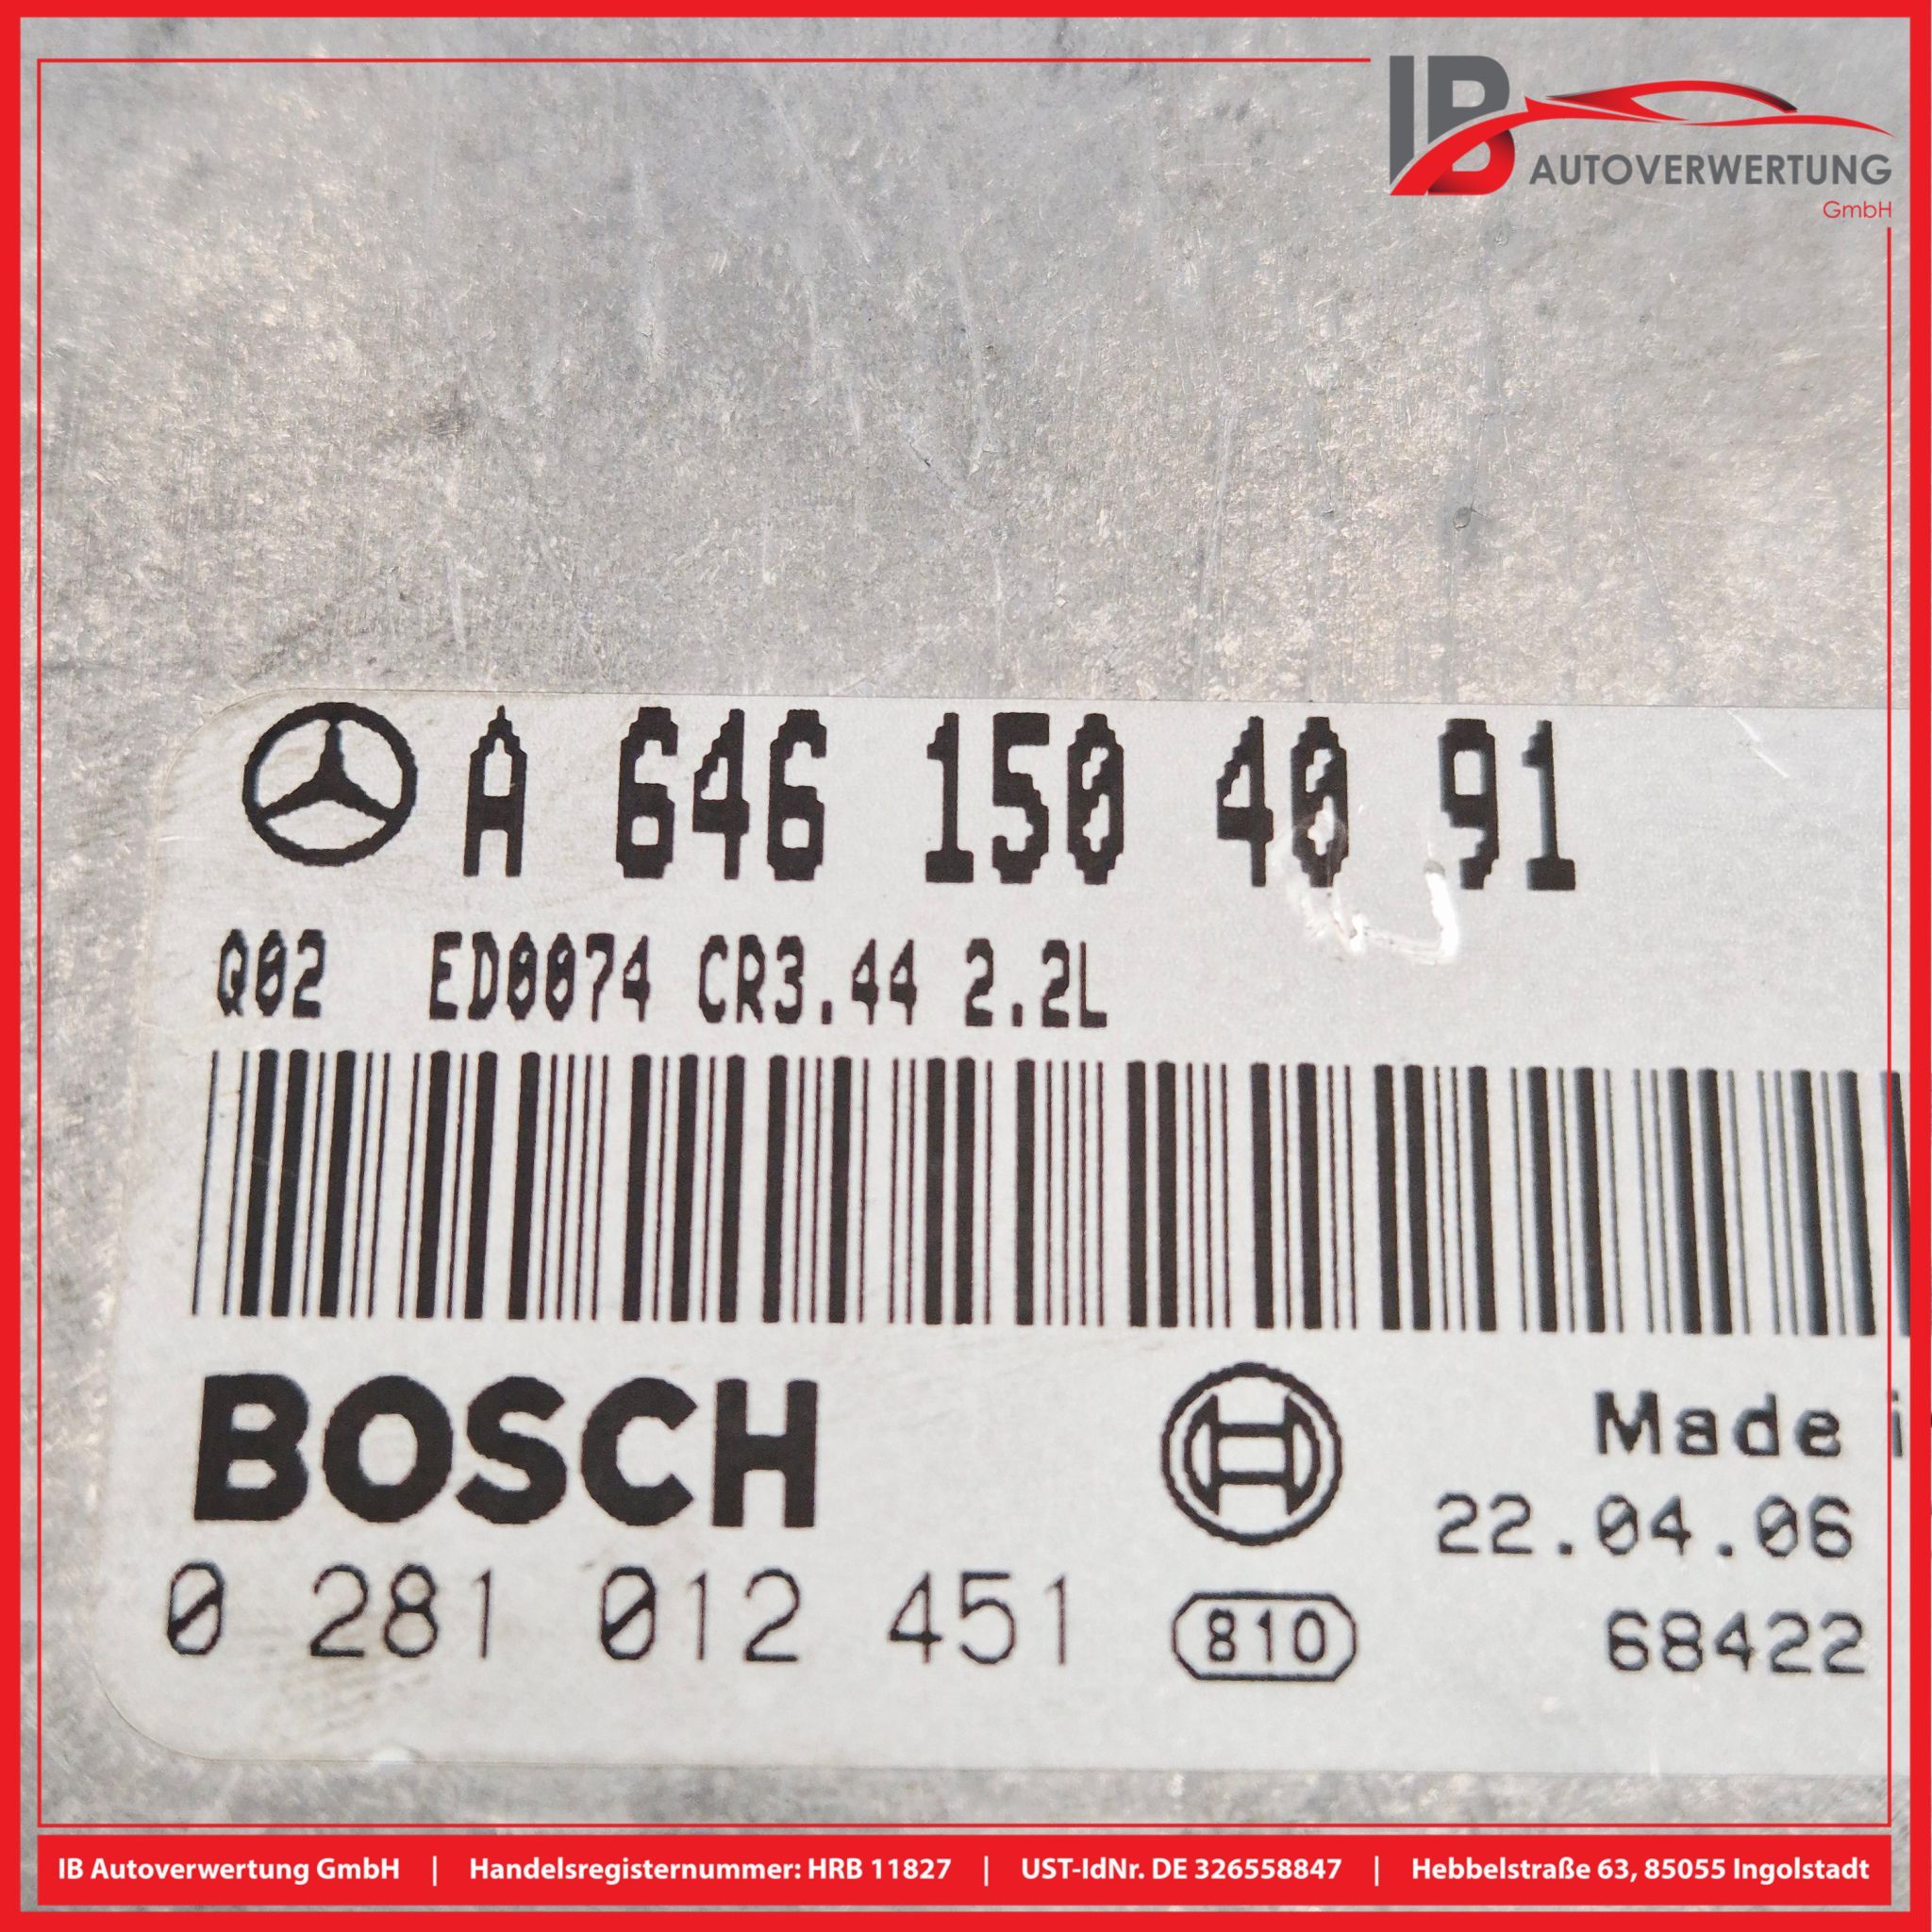 IB
AUTOVERWERTUNG
GmbH
A 646 150 40 91
Q02 ED0074 CR3.44 2.2L
BOSCH
Made i
22.04.06
0 281 012 451
810
68422
IB Autoverwertung GmbH | Handelsregisternummer: HRB 11827 | UST-IdNr. DE 326558847 | Hebbelstraße 63, 85055 Ingolstadt